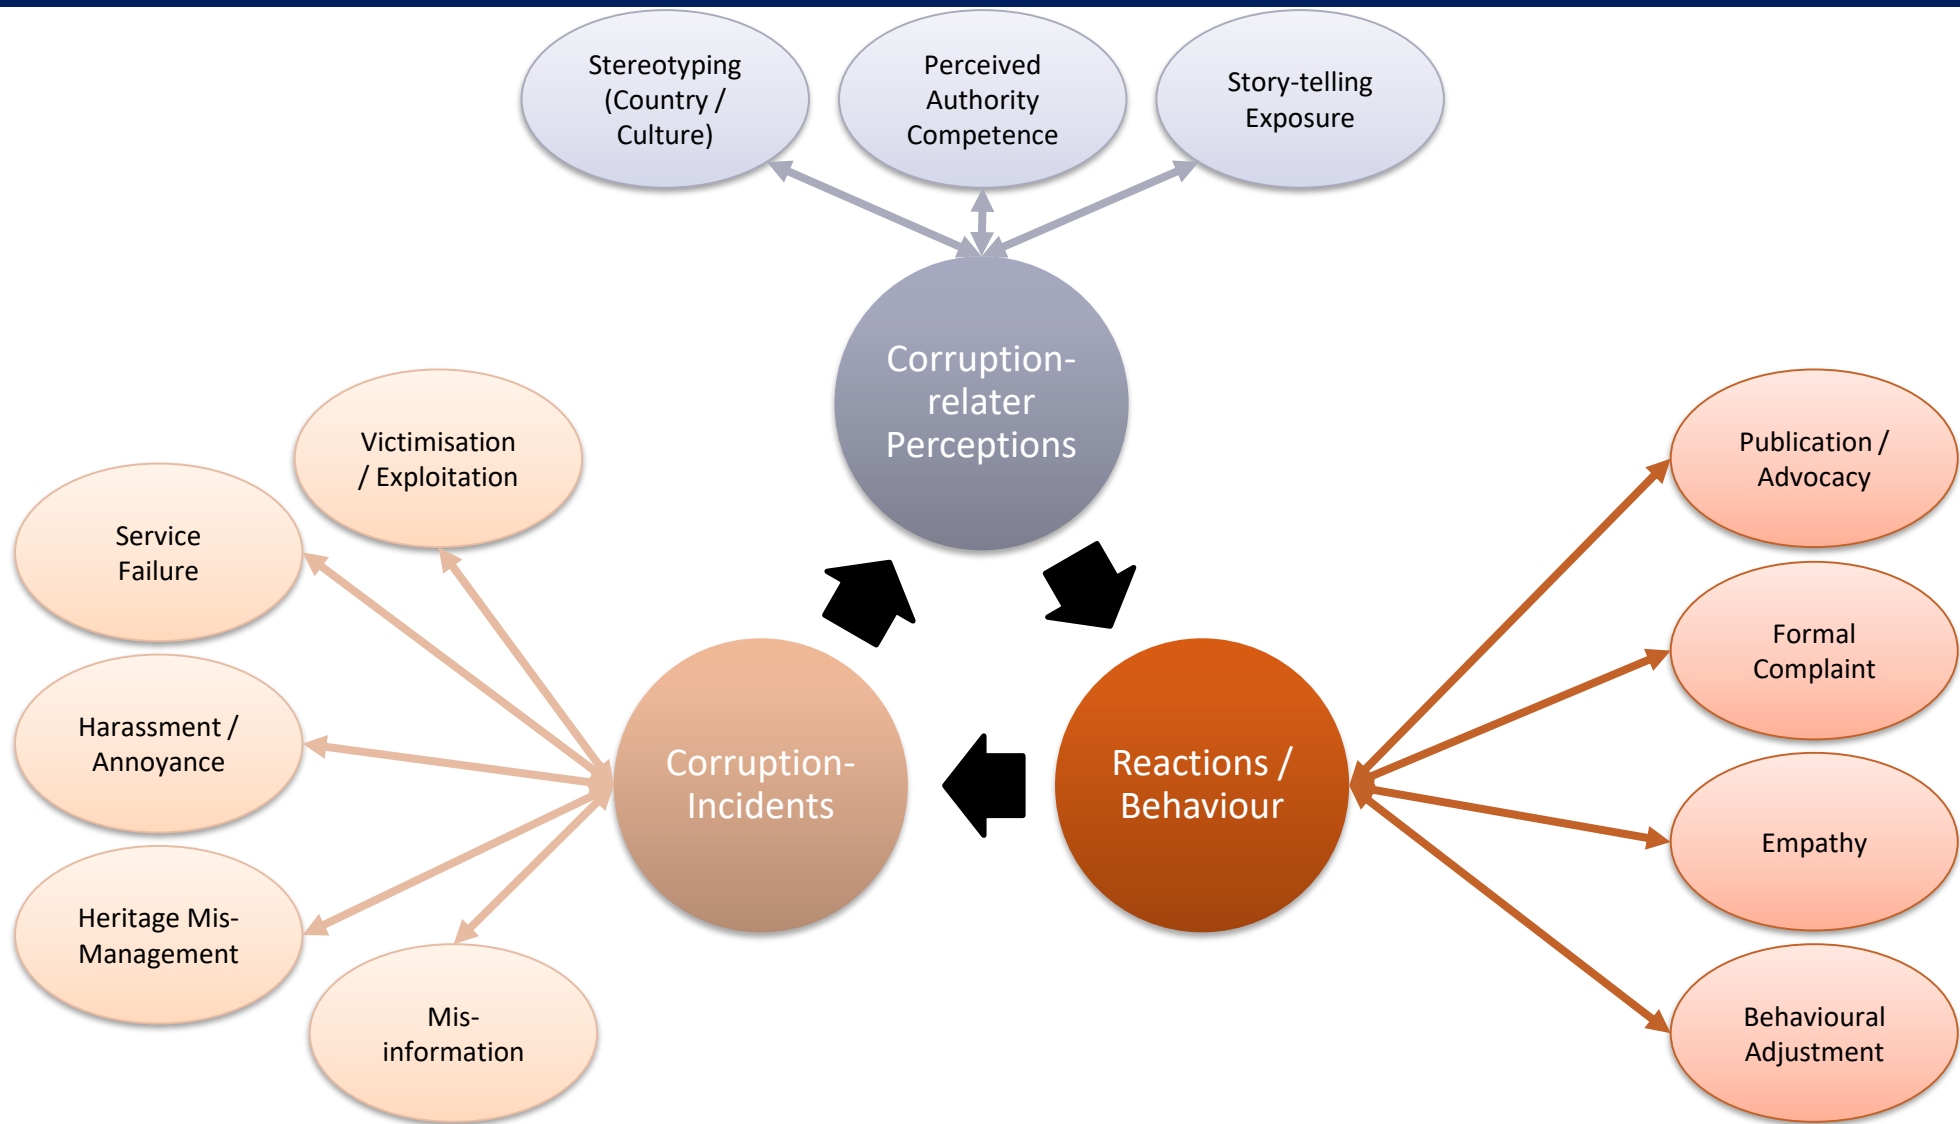 Stereotyping
(Country /
Culture)
Perceived
Authority
Competence
Story-telling
Exposure
Corruption-
relater
Perceptions
Victimisation
/ Exploitation
Service
Failure
Harassment /
Annoyance
Heritage Mis-
Management
Mis-
information
Corruption-
Incidents
Reactions /
Behaviour
Publication /
Advocacy
Formal
Complaint
Empathy
Behavioural
Adjustment